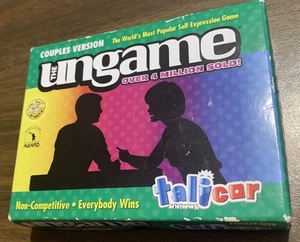 COUPLES VERSION
The World's Most Popular Self Expression Game
THE
ungame
OVER 4 MILLION SOLD!
AWARD
talicor
Non-Competitive • Everybody Wins